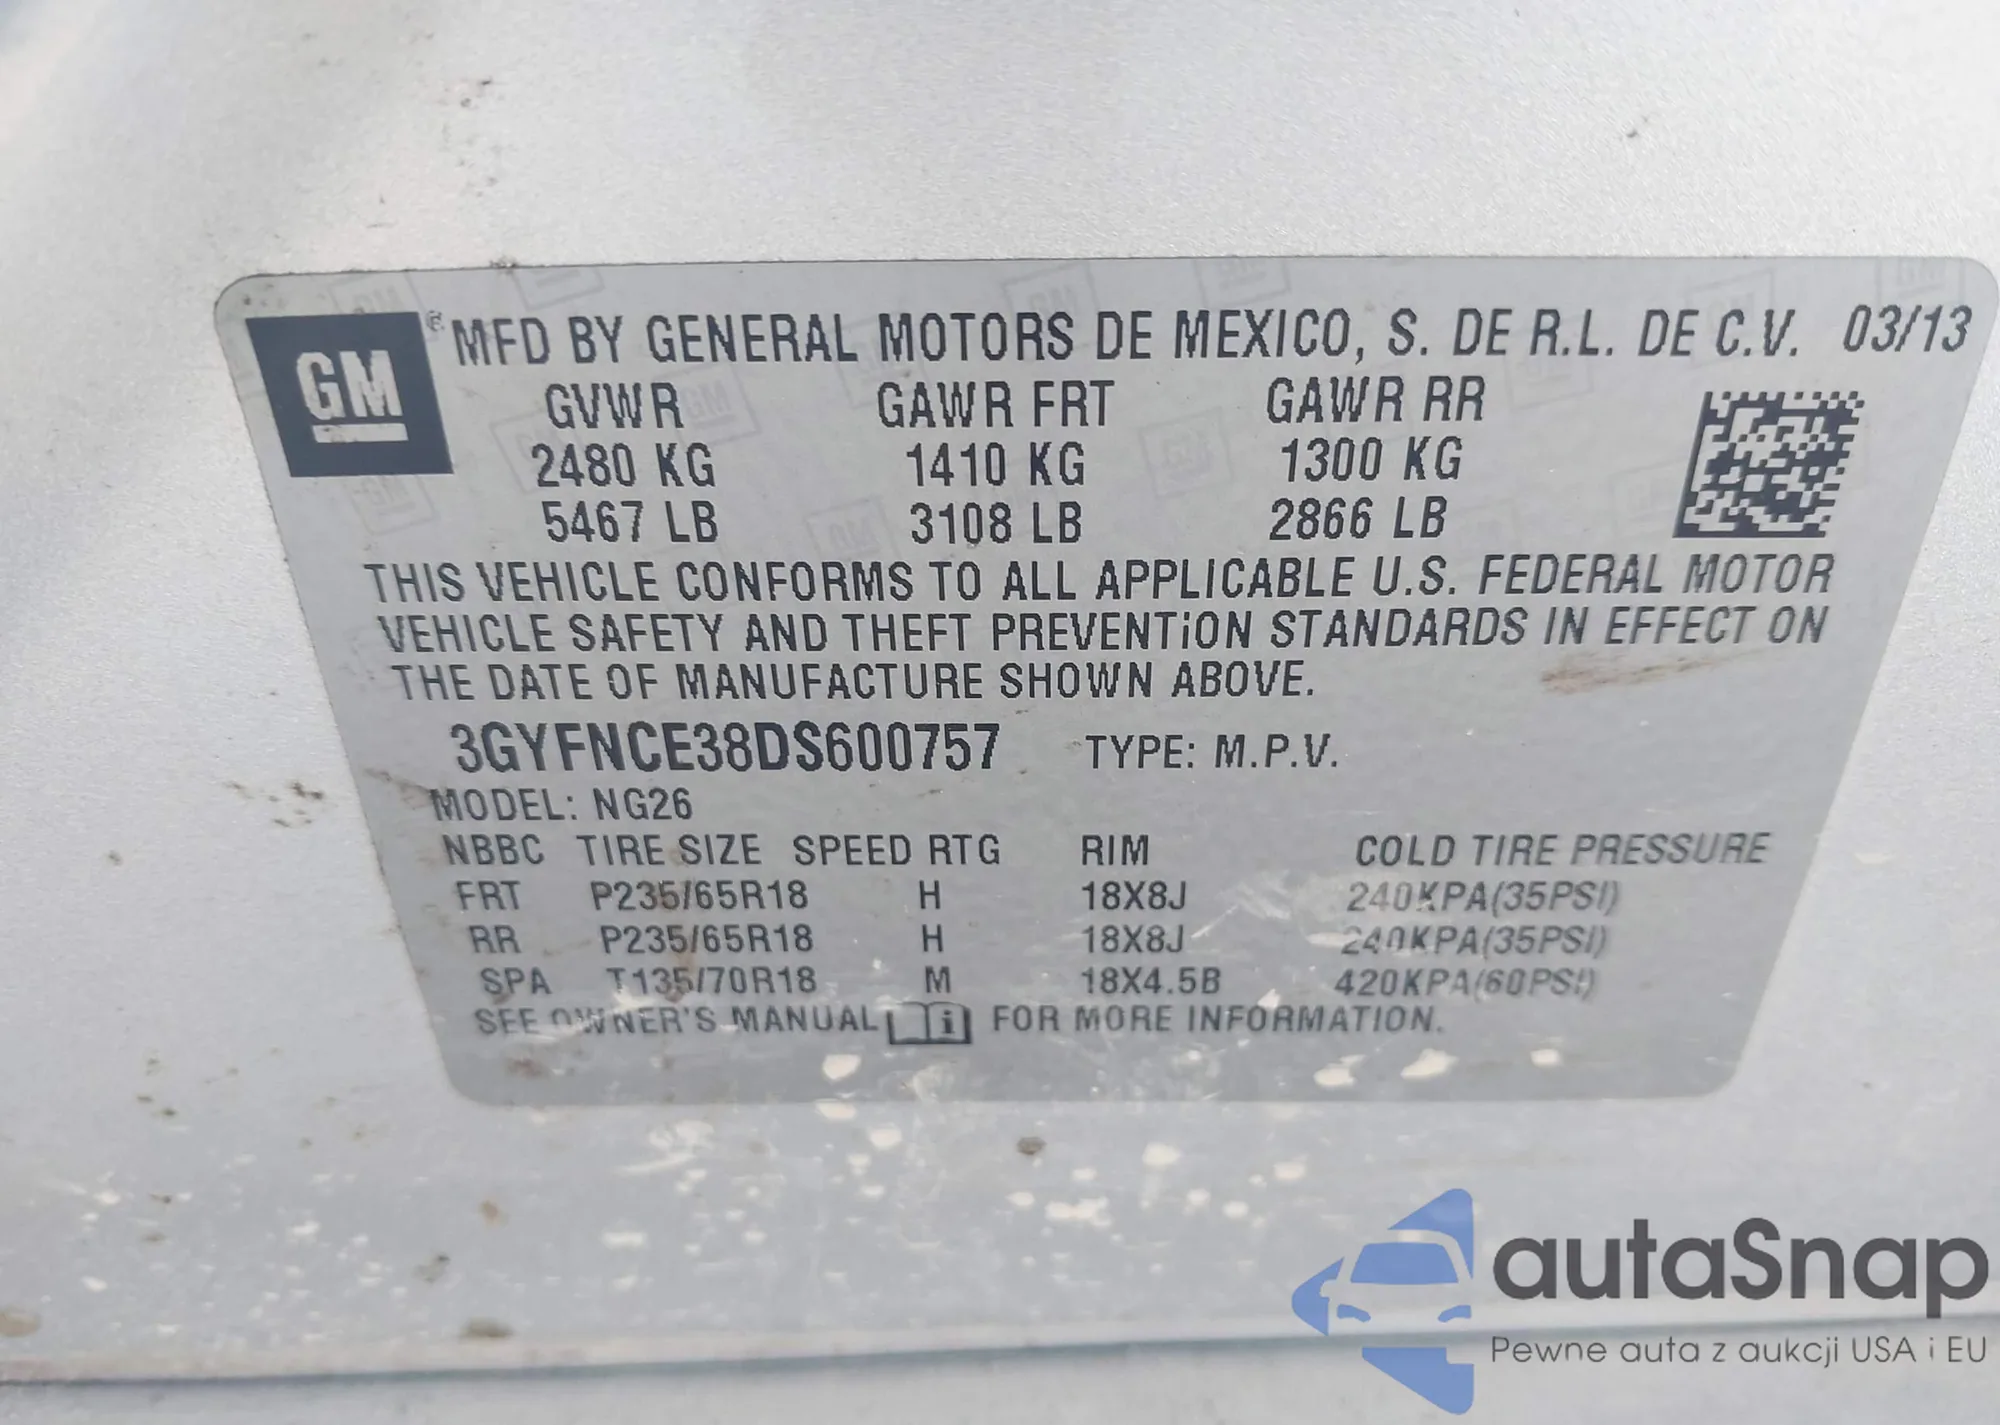 GM ® MFD BY GENERAL MOTORS DE MEXICO, S. DE R.L. DE C.V. 03/13
GVWR GAWR FRT GAWR RR
2480 KG 1410 KG 1300 KG
5467 LB 3108 LB 2866 LB
THIS VEHICLE CONFORMS TO ALL APPLICABLE U.S. FEDERAL MOTOR
VEHICLE SAFETY AND THEFT PREVENTiON STANDARDS IN EFFECT ON
THE DATE OF MANUFACTURE SHOWN ABOVE.
3GYFNCE38DS600757 TYPE: M.P.V.
MODEL: NG26
NBBC TIRE SIZE SPEED RTG RIM COLD TIRE PRESSURE
FRT P235/65R18 H 18X8J 240KPA(35PSI)
RR P235/65R18 H 18X8J 240KPA(35PSI)
SPA T135/70R18 M 18X4.5B 420KPA(60PSI)
SEE OWNER'S MANUAL i FOR MORE INFORMATION.
autaSnap
Pewne auta z aukcji USA i EU